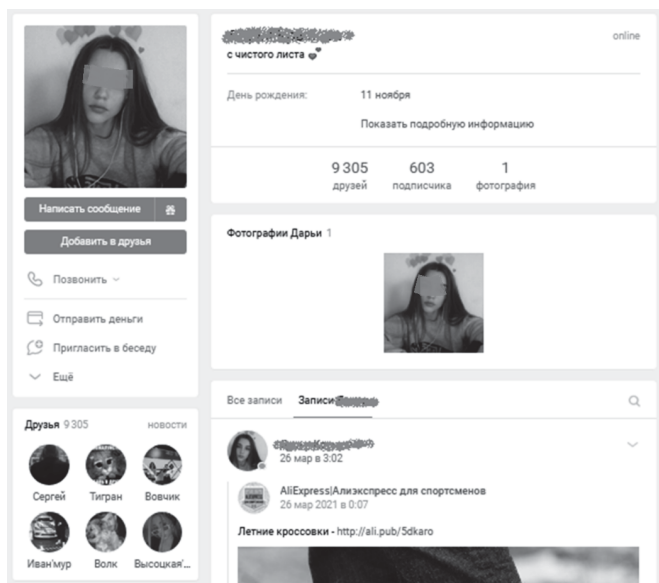 Написать сообщение
Добавить в друзья
Позвонить
Отправить деньги
Пригласить в беседу
Ещё
Друзья 9 305 новости
Сергей Тигран Вовчик
Иван'мур Волк Высоцкая'...
online
с чистого листа
День рождения: 11 ноября
Показать подробную информацию
9 305 603 1
друзей подписчика фотография
Фотографии Дарьи 1
Все записи Записи
26 мар в 3:02
AliExpress|Алиэкспресс для спортсменов
26 мар 2021 в 0:07
Летние кроссовки - http://ali.pub/5dkaro